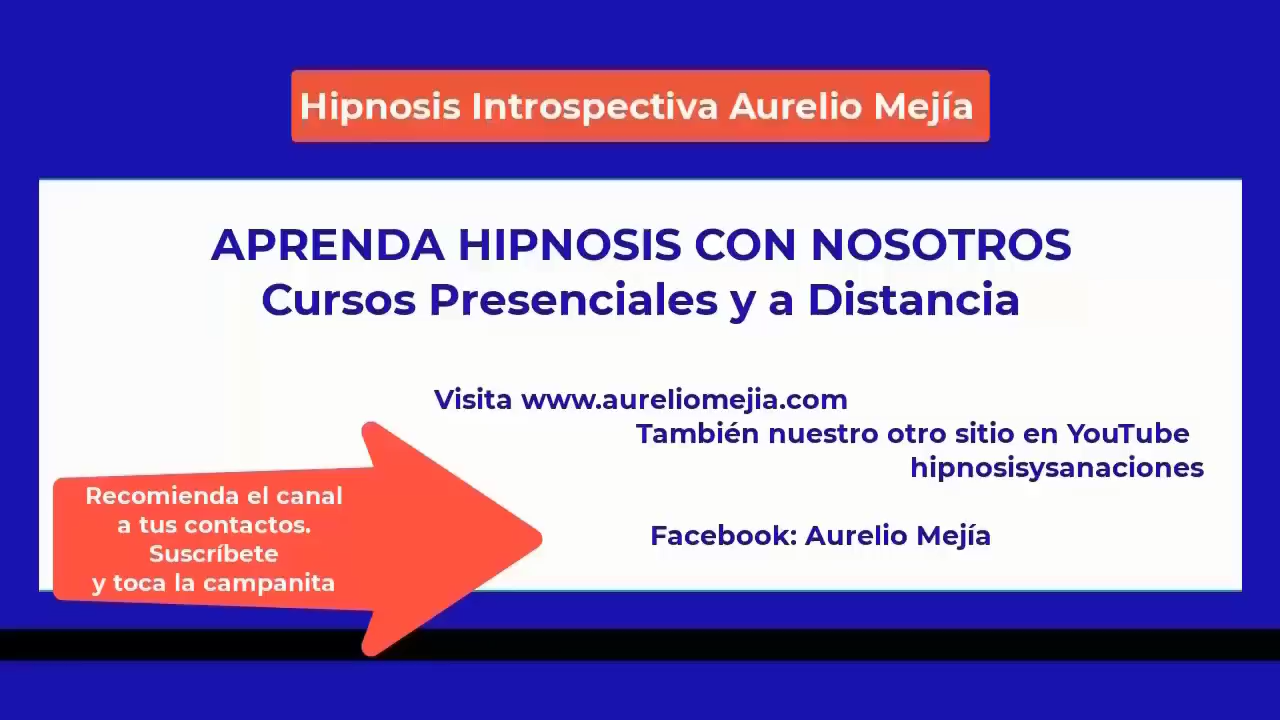 Hipnosis Introspectiva Aurelio Mejía
APRENDA HIPNOSIS CON NOSOTROS
Cursos Presenciales y a Distancia
Visita www.aureliomejia.com
También nuestro otro sitio en YouTube
hipnosisysanaciones
Facebook: Aurelio Mejía
Recomienda el canal
a tus contactos.
Suscríbete
y toca la campanita